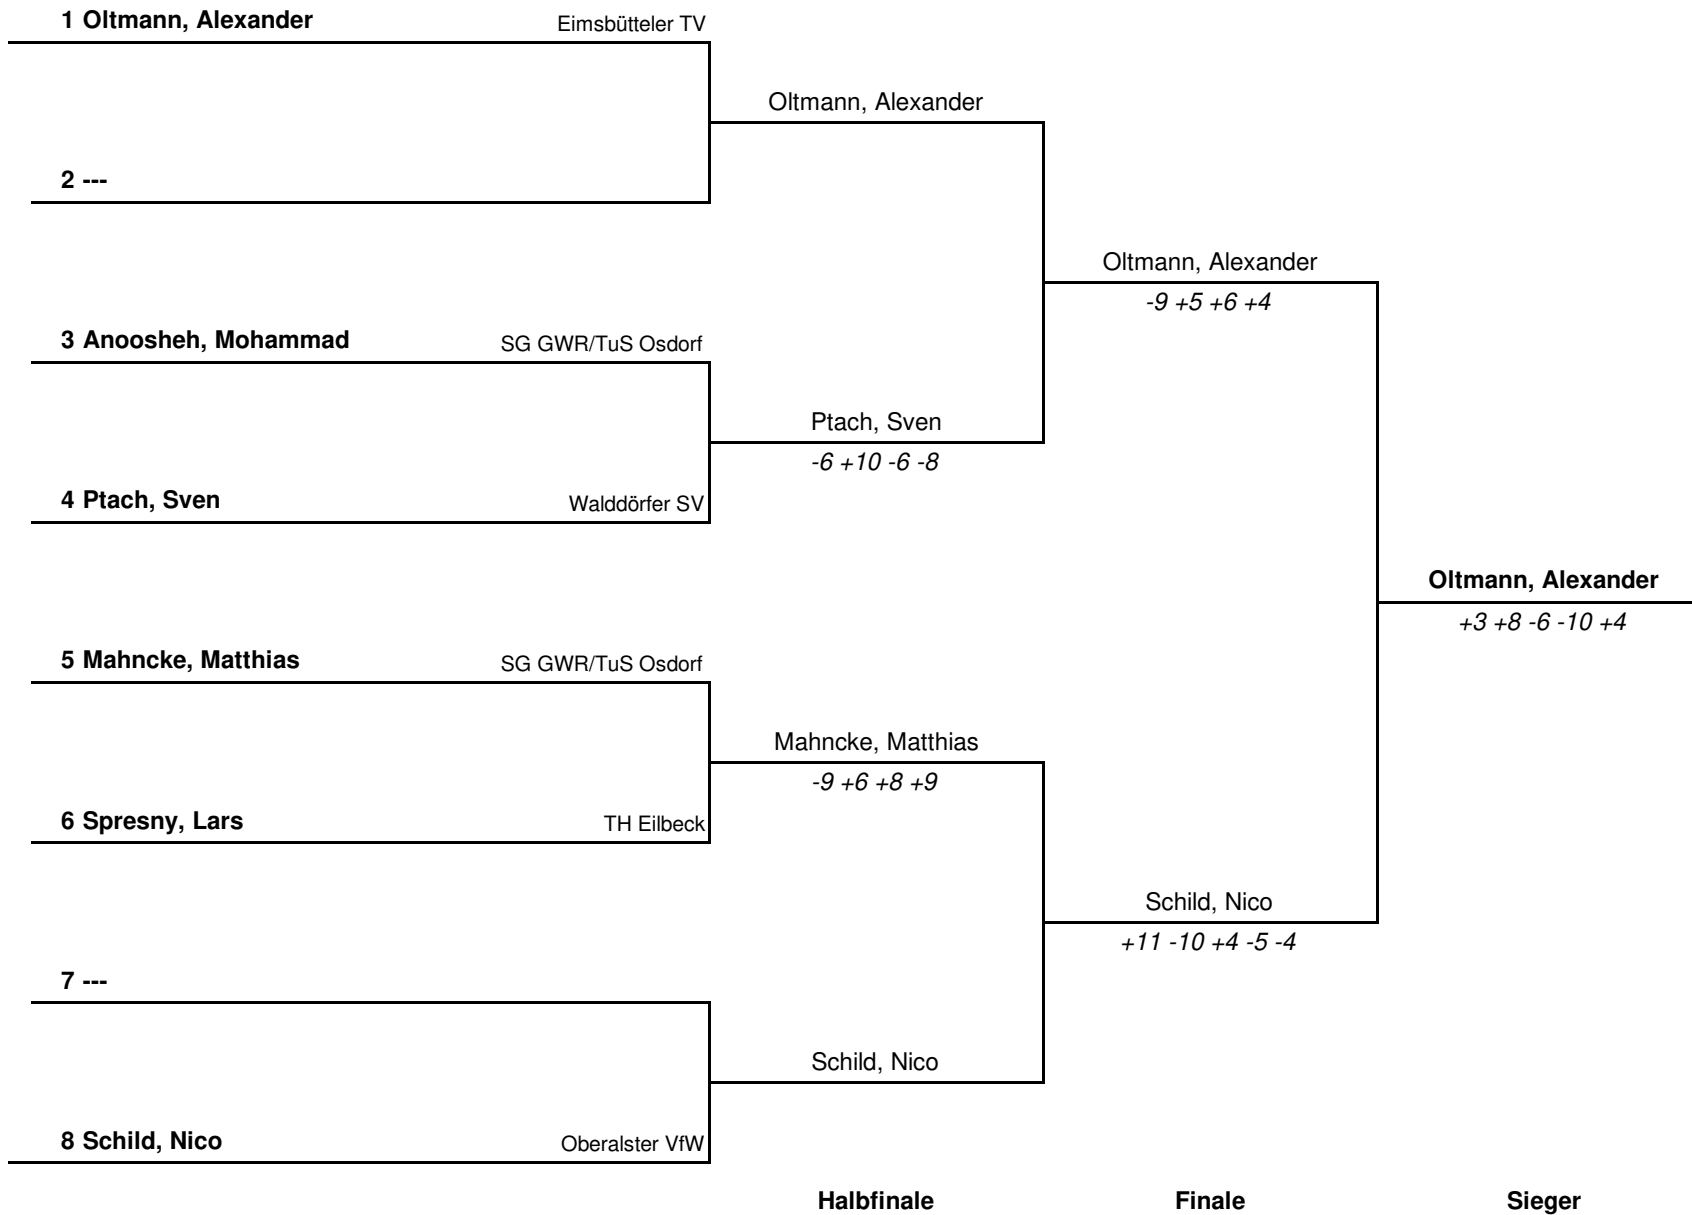 1 Oltmann, Alexander Eimsbütteler TV
Oltmann, Alexander
2 ---
Oltmann, Alexander
-9 +5 +6 +4
3 Anoosheh, Mohammad SG GWR/TuS Osdorf
Ptach, Sven
-6 +10 -6 -8
4 Ptach, Sven Walddörfer SV
Oltmann, Alexander
+3 +8 -6 -10 +4
5 Mahncke, Matthias SG GWR/TuS Osdorf
Mahncke, Matthias
-9 +6 +8 +9
6 Spresny, Lars TH Eilbeck
Schild, Nico
+11 -10 +4 -5 -4
7 ---
Schild, Nico
8 Schild, Nico Oberalster VfW
Halbfinale Finale Sieger